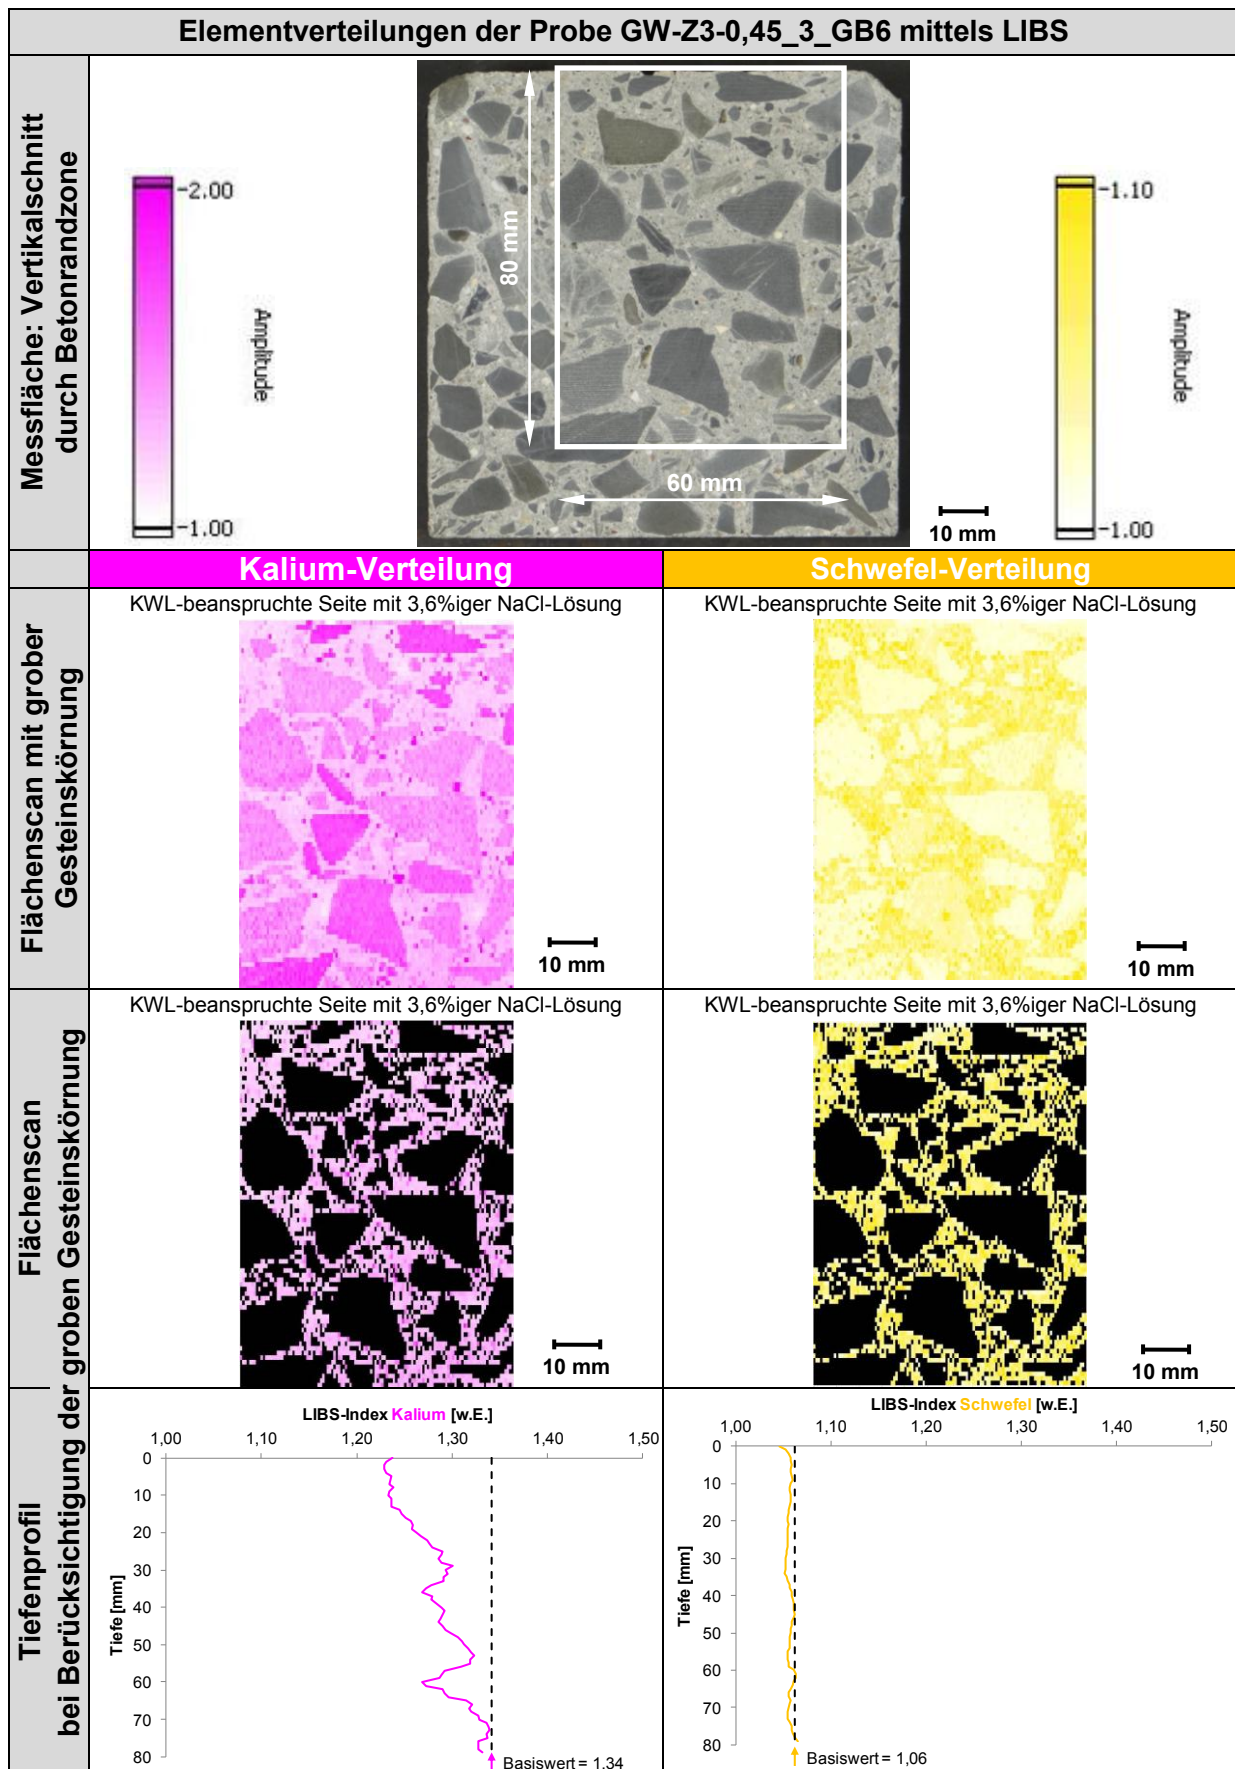 Elementverteilungen der Probe GW-Z3-0,45_3_GB6 mittels LIBS
Messfläche: Vertikalschnitt
durch Betonrandzone
2.00
1.00
Amplitude
80 mm
60 mm
10 mm
1.10
1.00
Amplitude
Kalium-Verteilung
Schwefel-Verteilung
Flächenscan mit grober
Gesteinskörnung
KWL-beanspruchte Seite mit 3,6%iger NaCl-Lösung
10 mm
KWL-beanspruchte Seite mit 3,6%iger NaCl-Lösung
10 mm
Flächenscan
KWL-beanspruchte Seite mit 3,6%iger NaCl-Lösung
10 mm
KWL-beanspruchte Seite mit 3,6%iger NaCl-Lösung
10 mm
Tiefenprofil
bei Berücksichtigung der groben Gesteinskörnung
LIBS-Index Kalium [w.E.]
1,00 1,10 1,20 1,30 1,40 1,50
0
10
20
30
40
50
60
70
80
Tiefe [mm]
Basiswert = 1,34
LIBS-Index Schwefel [w.E.]
1,00 1,10 1,20 1,30 1,40 1,50
0
10
20
30
40
50
60
70
80
Tiefe [mm]
Basiswert = 1,06